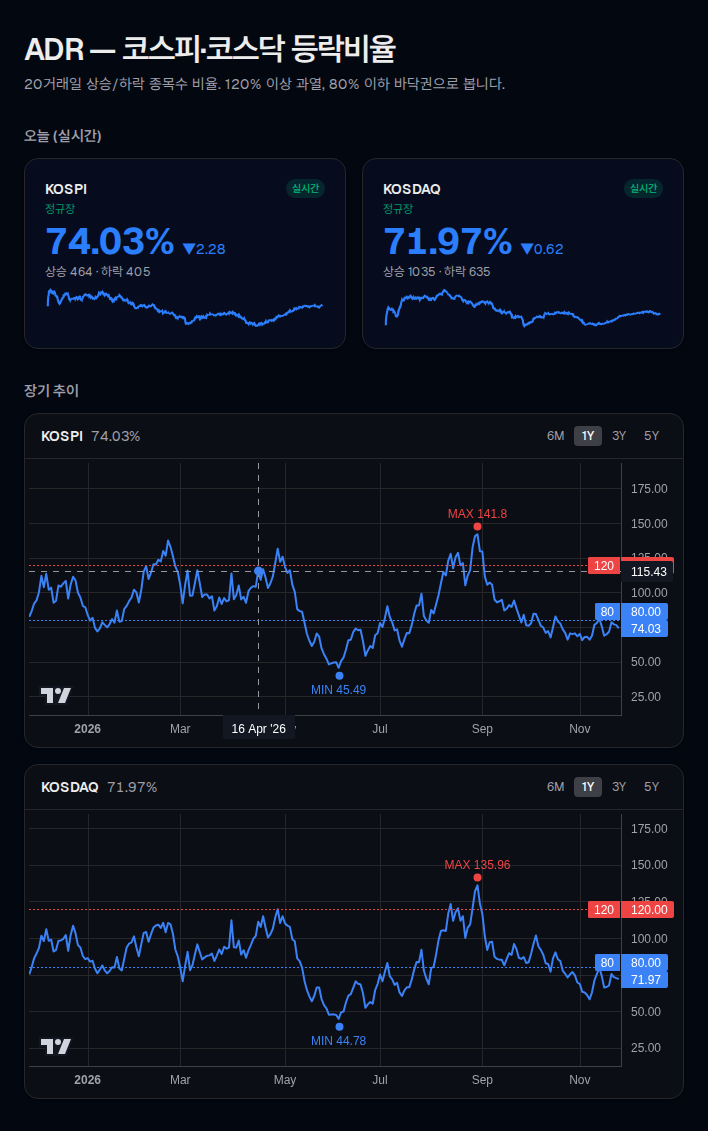 ADR — 코스피·코스닥 등락비율
20거래일 상승/하락 종목수 비율. 120% 이상 과열, 80% 이하 바닥권으로 봅니다.
오늘 (실시간)
KOSPI 실시간
정규장
74.03% ▼2.28
상승 464 · 하락 405
KOSDAQ 실시간
정규장
71.97% ▼0.62
상승 1035 · 하락 635
장기 추이
KOSPI 74.03% 6M 1Y 3Y 5Y
175.00
MAX 141.8
150.00
120
115.43
100.00
80 80.00
74.03
50.00
MIN 45.49
25.00
2026 Mar 16 Apr '26 Jul Sep Nov
KOSDAQ 71.97% 6M 1Y 3Y 5Y
175.00
MAX 135.96
150.00
120 120.00
100.00
80 80.00
71.97
50.00
MIN 44.78
25.00
2026 Mar May Jul Sep Nov